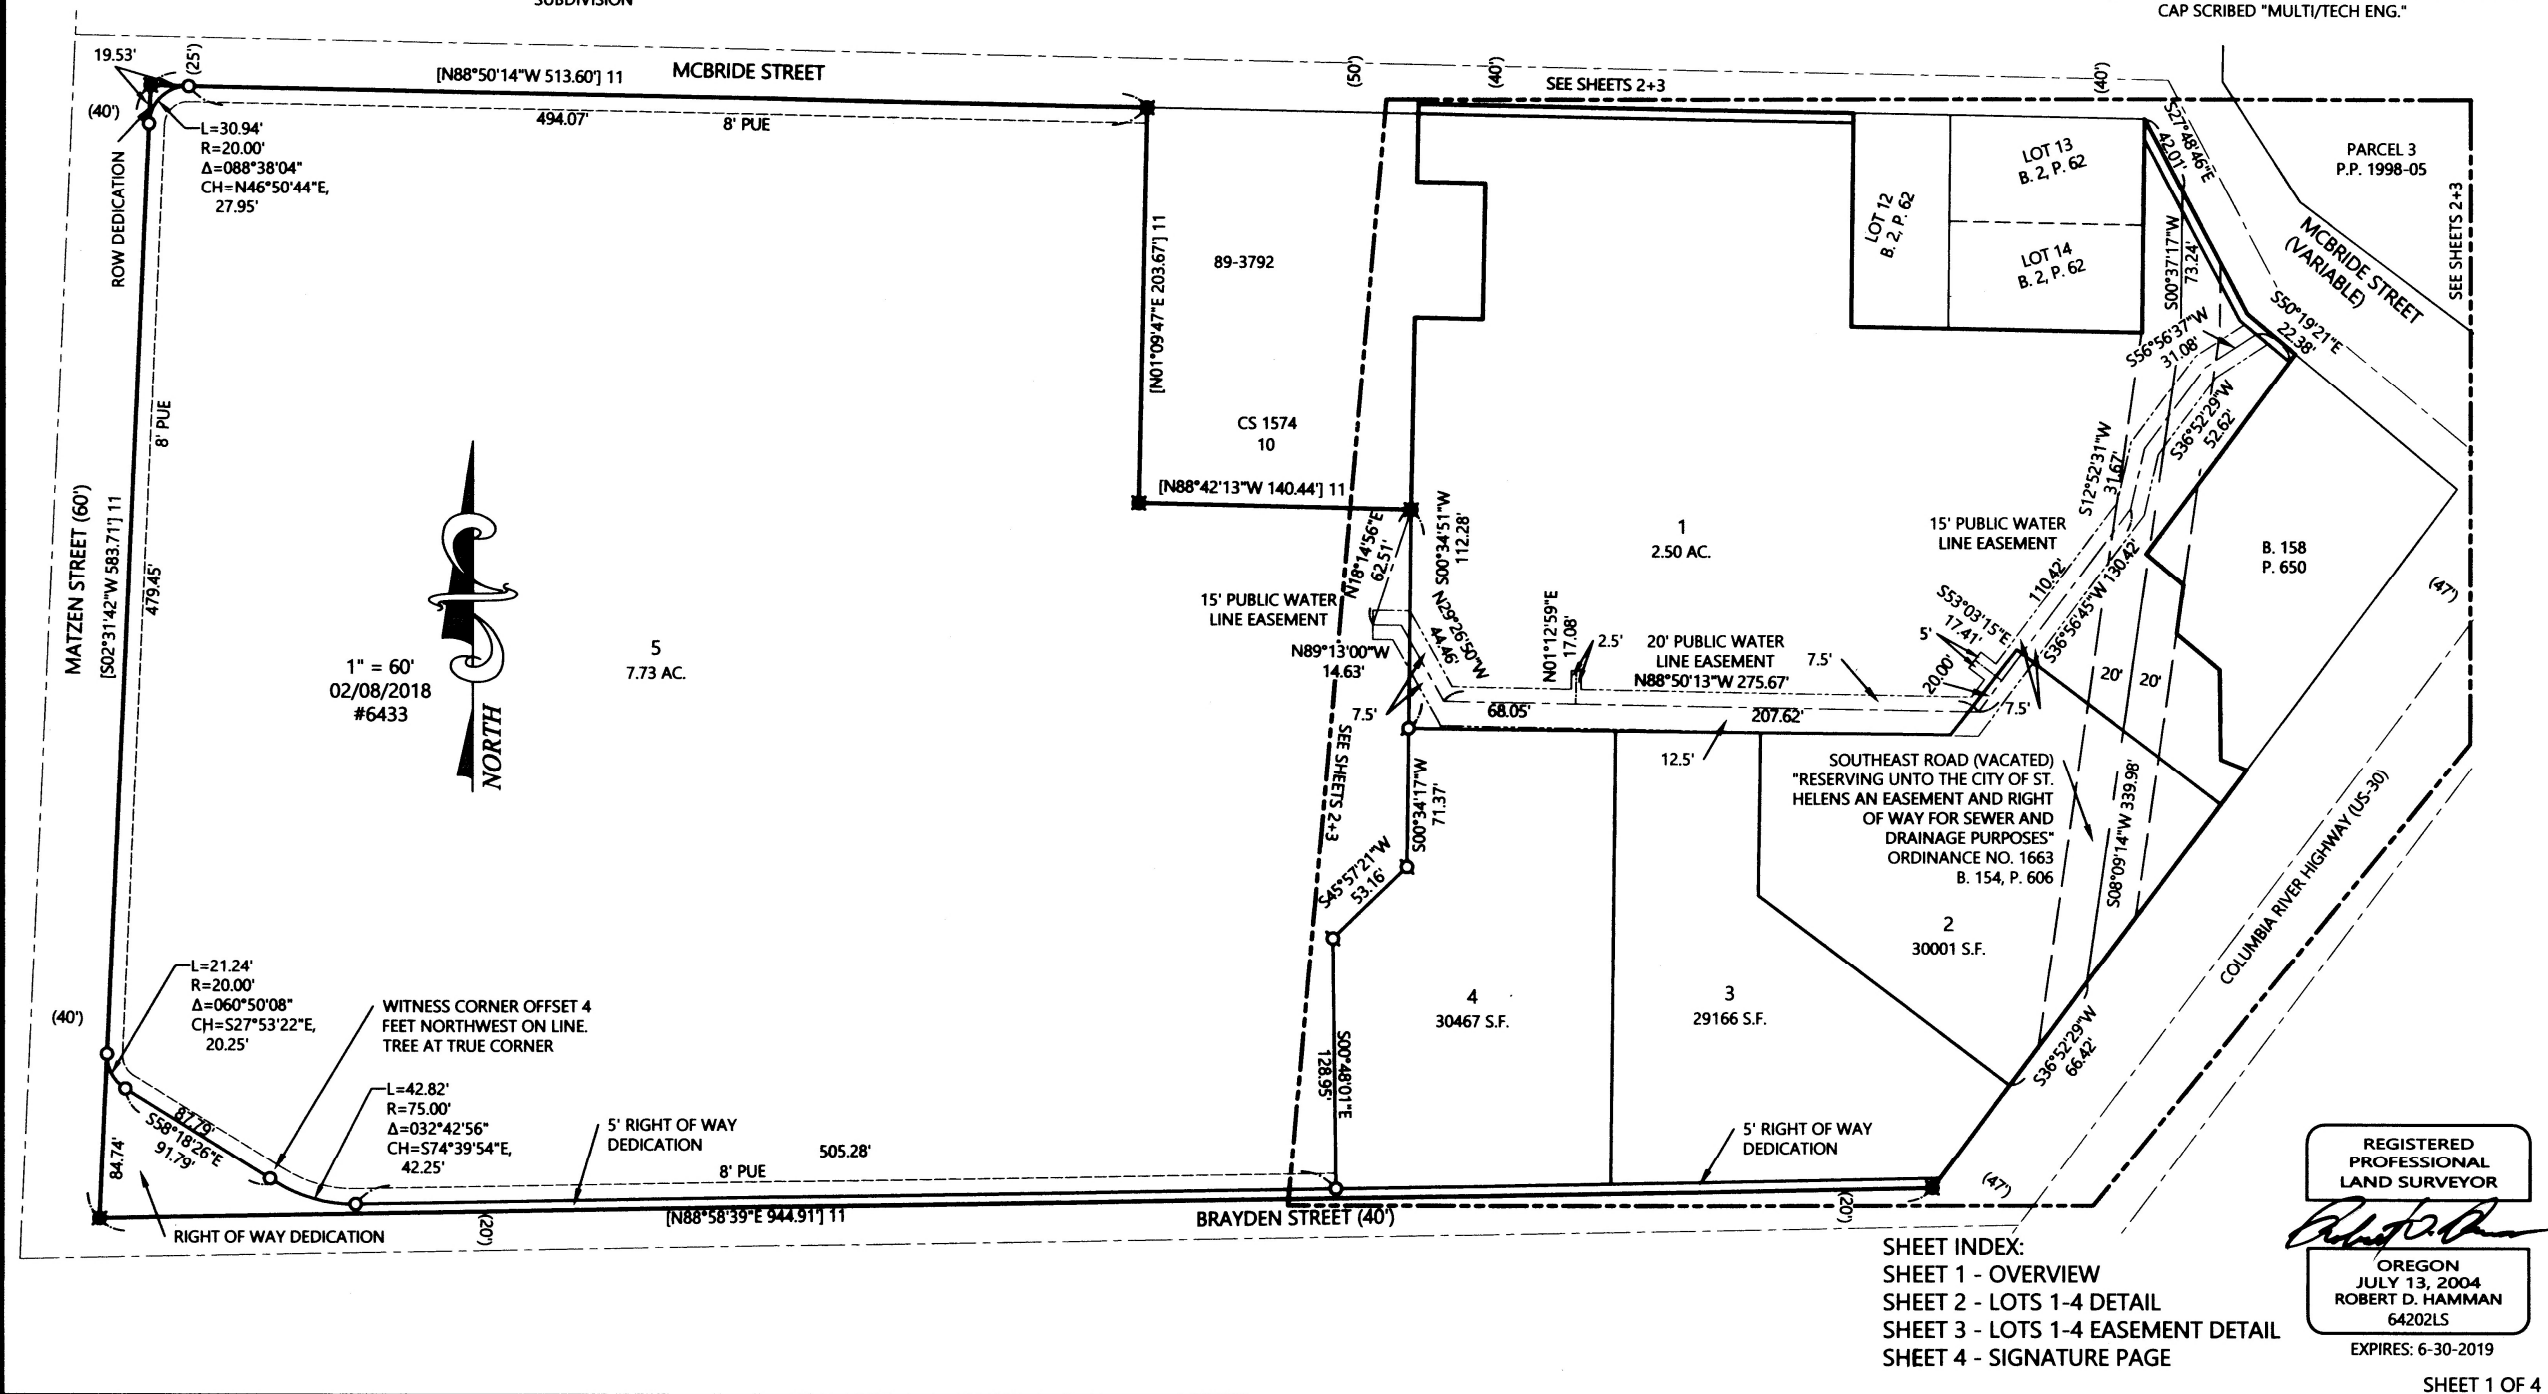 SUBDIVISION
CAP SCRIBED "MULTI/TECH ENG."
19.53'
(25')
[N88°50'14"W 513.60'] 11
MCBRIDE STREET
(50')
(40')
SEE SHEETS 2+3
(40')
(40')
494.07'
8' PUE
L=30.94'
R=20.00'
Δ=088°38'04"
CH=N46°50'44"E,
27.95'
ROW DEDICATION
S27°48'46"E
42.01'
PARCEL 3
P.P. 1998-05
SEE SHEETS 2+3
LOT 12
B. 2, P. 62
LOT 13
B. 2, P. 62
LOT 14
B. 2, P. 62
S00°37'17"W
73.24'
MCBRIDE STREET
(VARIABLE)
89-3792
[N01°09'47"E 203.67'] 11
S50°19'21"E
22.38'
S56°56'37"W
31.08'
S36°52'29"W
52.62'
8' PUE
CS 1574
10
S12°52'31"W
31.67'
[N88°42'13"W 140.44'] 11
MATZEN STREET (60')
[S02°31'42"W 583.71'] 11
479.45'
N18°14'56"E
62.51'
S00°34'51"W
112.28'
1
2.50 AC.
15' PUBLIC WATER
LINE EASEMENT
B. 158
P. 650
(47')
110.42'
S36°56'45"W 130.42'
15' PUBLIC WATER
LINE EASEMENT
N29°26'50"W
44.46'
N01°12'59"E
17.08'
2.5'
20' PUBLIC WATER
LINE EASEMENT
N88°50'13"W 275.67'
7.5'
S53°03'15"E
17.41'
5'
20.00'
N89°13'00"W
14.63'
7.5'
7.5'
20'
20'
5
7.73 AC.
1" = 60'
02/08/2018
#6433
NORTH
68.05'
207.62'
12.5'
SEE SHEETS 2+3
S00°34'17"W
71.37'
SOUTHEAST ROAD (VACATED)
"RESERVING UNTO THE CITY OF ST.
HELENS AN EASEMENT AND RIGHT
OF WAY FOR SEWER AND
DRAINAGE PURPOSES"
ORDINANCE NO. 1663
B. 154, P. 606
S08°09'14"W 339.98'
COLUMBIA RIVER HIGHWAY (US-30)
S45°57'21"W
53.16'
2
30001 S.F.
L=21.24'
R=20.00'
Δ=060°50'08"
CH=S27°53'22"E,
20.25'
WITNESS CORNER OFFSET 4
FEET NORTHWEST ON LINE.
TREE AT TRUE CORNER
(40')
4
30467 S.F.
3
29166 S.F.
S00°48'01"E
128.95'
S36°52'29"W
66.42'
L=42.82'
R=75.00'
Δ=032°42'56"
CH=S74°39'54"E,
42.25'
87.79'
S58°18'26"E
91.79'
84.74'
5' RIGHT OF WAY
DEDICATION
505.28'
8' PUE
5' RIGHT OF WAY
DEDICATION
(47')
(20')
(20')
[N88°58'39"E 944.91'] 11
BRAYDEN STREET (40')
RIGHT OF WAY DEDICATION
SHEET INDEX:
SHEET 1 - OVERVIEW
SHEET 2 - LOTS 1-4 DETAIL
SHEET 3 - LOTS 1-4 EASEMENT DETAIL
SHEET 4 - SIGNATURE PAGE
REGISTERED
PROFESSIONAL
LAND SURVEYOR
OREGON
JULY 13, 2004
ROBERT D. HAMMAN
64202LS
EXPIRES: 6-30-2019
SHEET 1 OF 4